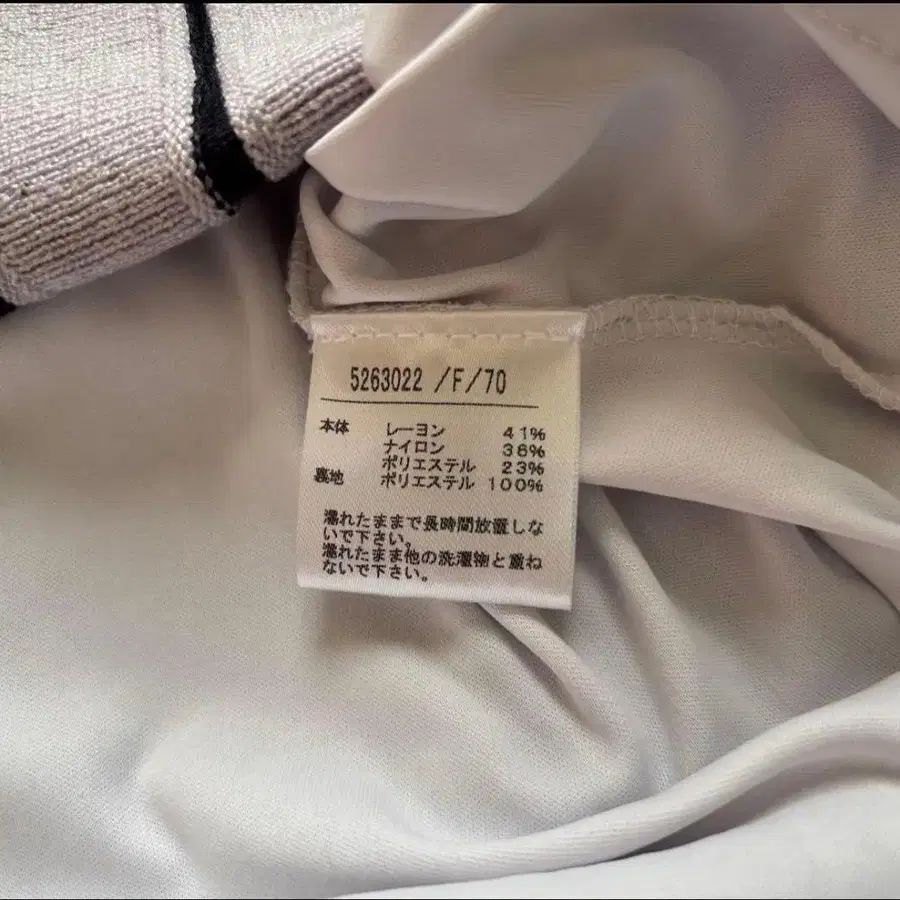 5263022 /F/70
本体 レーヨン 41%
ナイロン 36%
ポリエステル 23%
裏地 ポリエステル 100%
濡れたままで長時間放置しな
いで下さい。
濡れたまま他の洗濯物と重ね
ないで下さい。